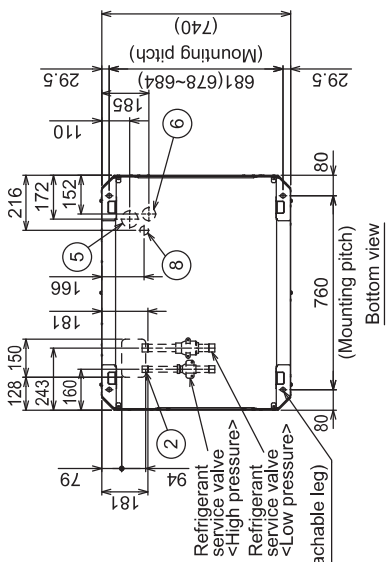 (740)
(Mounting pitch)
681(678~684)
29.5
29.5
185
110
216
172
152
80
6
5
8
166
181
760
(Mounting pitch)
Bottom view
150
128
243
160
80
2
79
94
181
Refrigerant
service valve
<High pressure>
Refrigerant
service valve
<Low pressure>
achable leg)